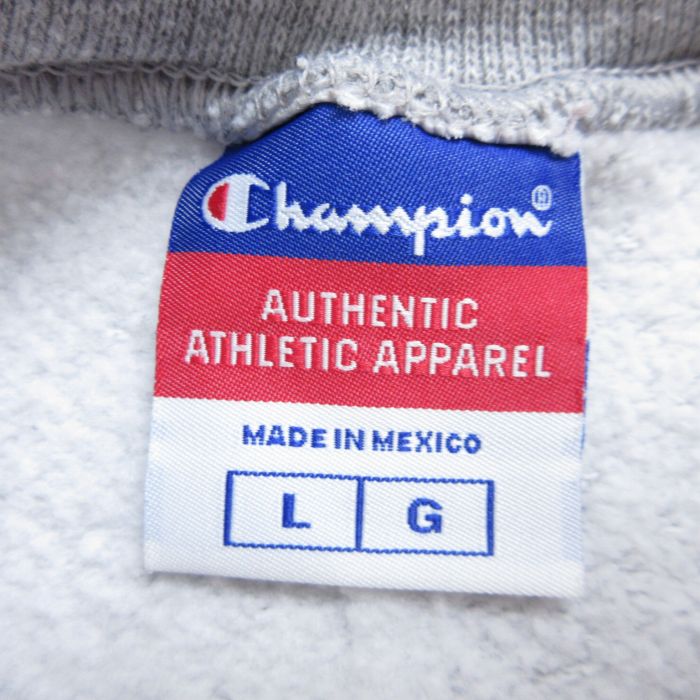 Champion®
AUTHENTIC
ATHLETIC APPAREL
MADE IN MEXICO
L G